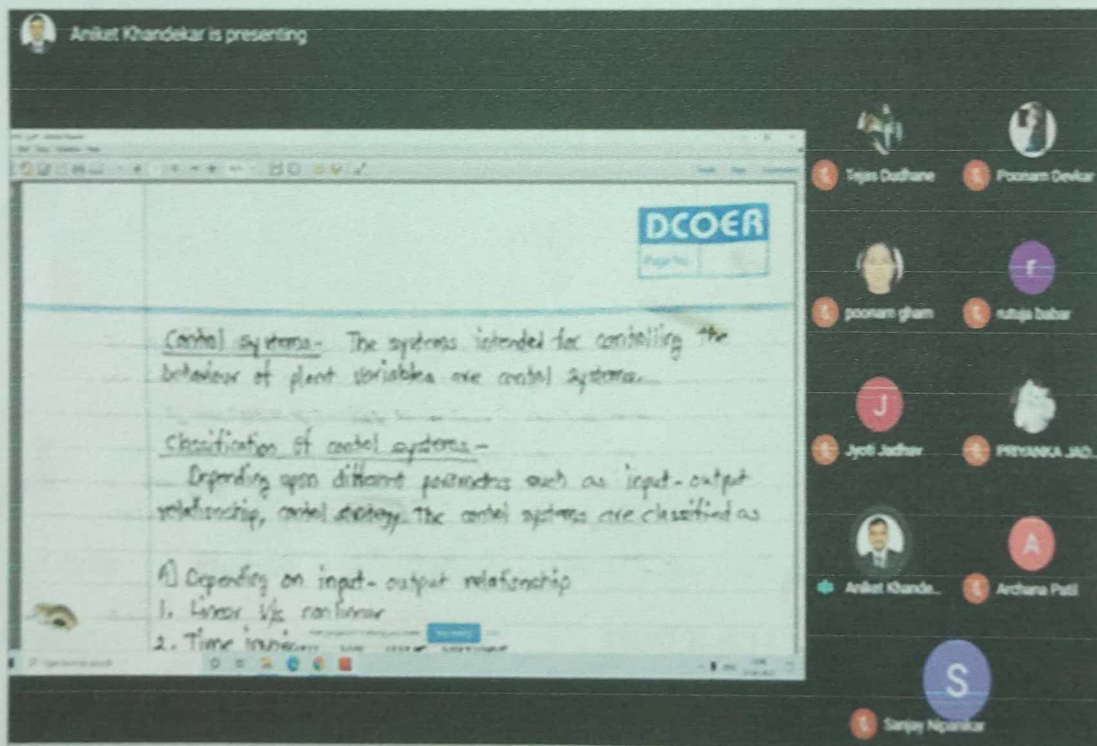 Aniket Khandekar is presenting
DCOER
Page No.
Control systems- The systems intended for controlling the
behaviour of plant variables are control systems.
Classification of control systems -
Depending upon different parameters such as input-output
relationship, control strategy. The control systems are classified as
A] Depending on input-output relationship
1. Linear V/s nonlinear
2. Time
Tejas Dudhane
Poonam Devkar
poonam gham
rutuja babar
J
Jyoti Jadhav
PRIYANKA JAD...
Aniket Khande...
A
Archana Patil
S
Sanjay Nipanikar